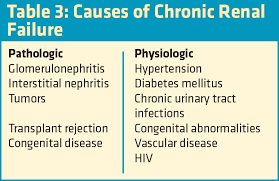 Table 3: Causes of Chronic Renal
Failure
Pathologic Physiologic
Glomerulonephritis Hypertension
Interstitial nephritis Diabetes mellitus
Tumors Chronic urinary tract
infections
Transplant rejection Congenital abnormalities
Congenital disease Vascular disease
HIV